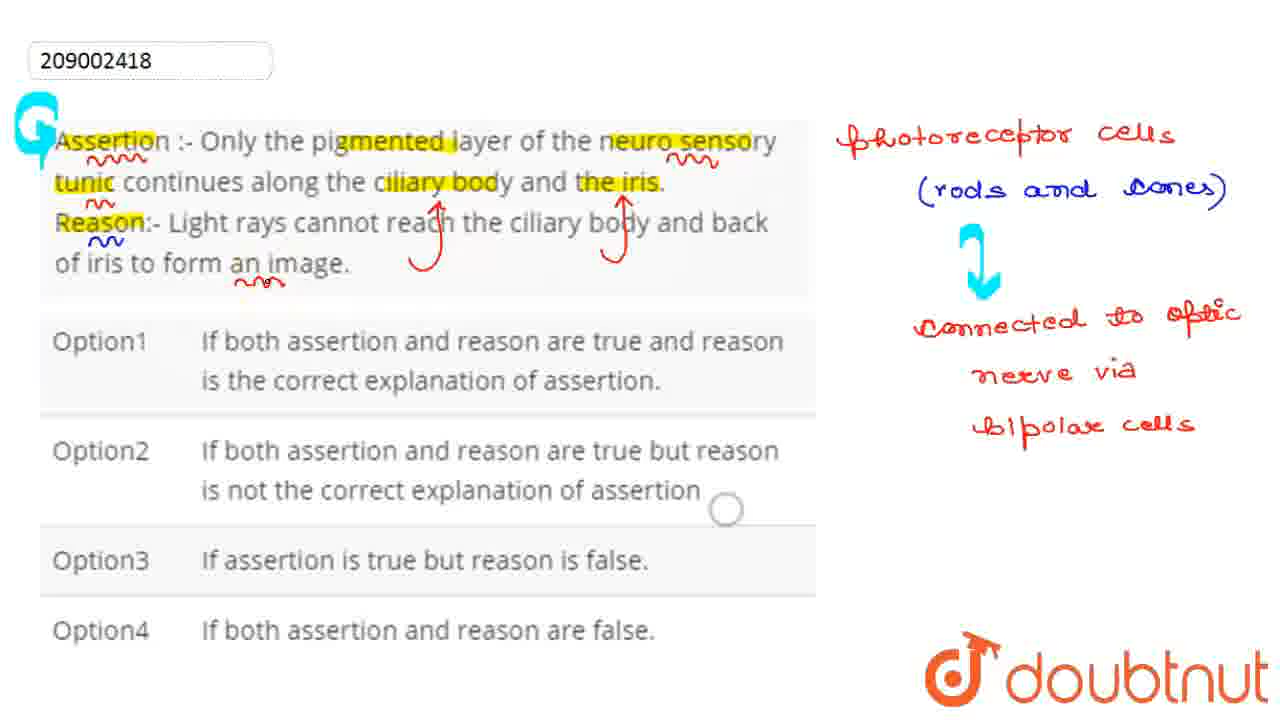 209002418
Assertion :- Only the pigmented layer of the neuro sensory
tunic continues along the ciliary body and the iris.
Reason:- Light rays cannot reach the ciliary body and back
of iris to form an image.
Option1 If both assertion and reason are true and reason
is the correct explanation of assertion.
Option2 If both assertion and reason are true but reason
is not the correct explanation of assertion
Option3 If assertion is true but reason is false.
Option4 If both assertion and reason are false.
photoreceptor cells
(rods and cones)
connected to optic
nerve via
bipolar cells
doubtnut